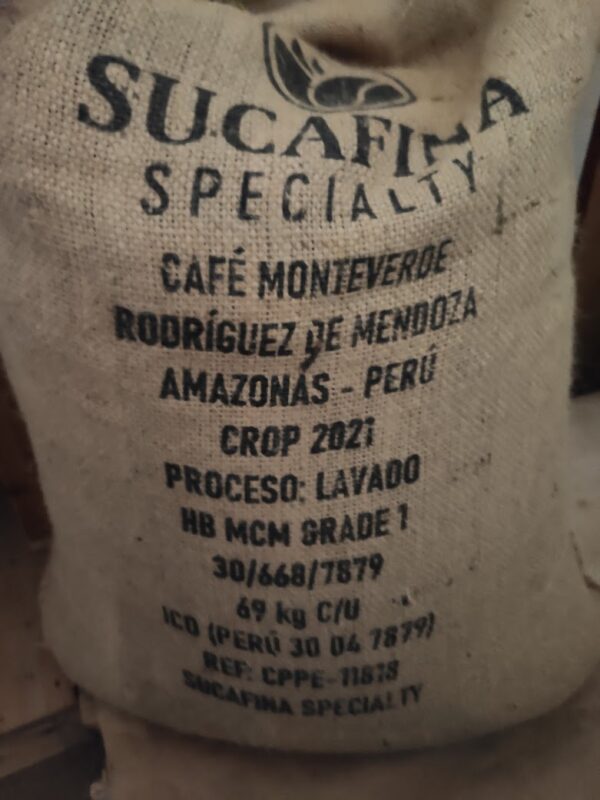 SUCAFINA
SPECIALTY
CAFÉ MONTEVERDE
RODRÍGUEZ DE MENDOZA
AMAZONAS - PERÚ
CROP 2021
PROCESO: LAVADO
HB MCM GRADE 1
30/668/7879
69 kg C/U
ICO (PERÚ 30 04 7879)
REF: CPPE-11818
SUCAFINA SPECIALTY